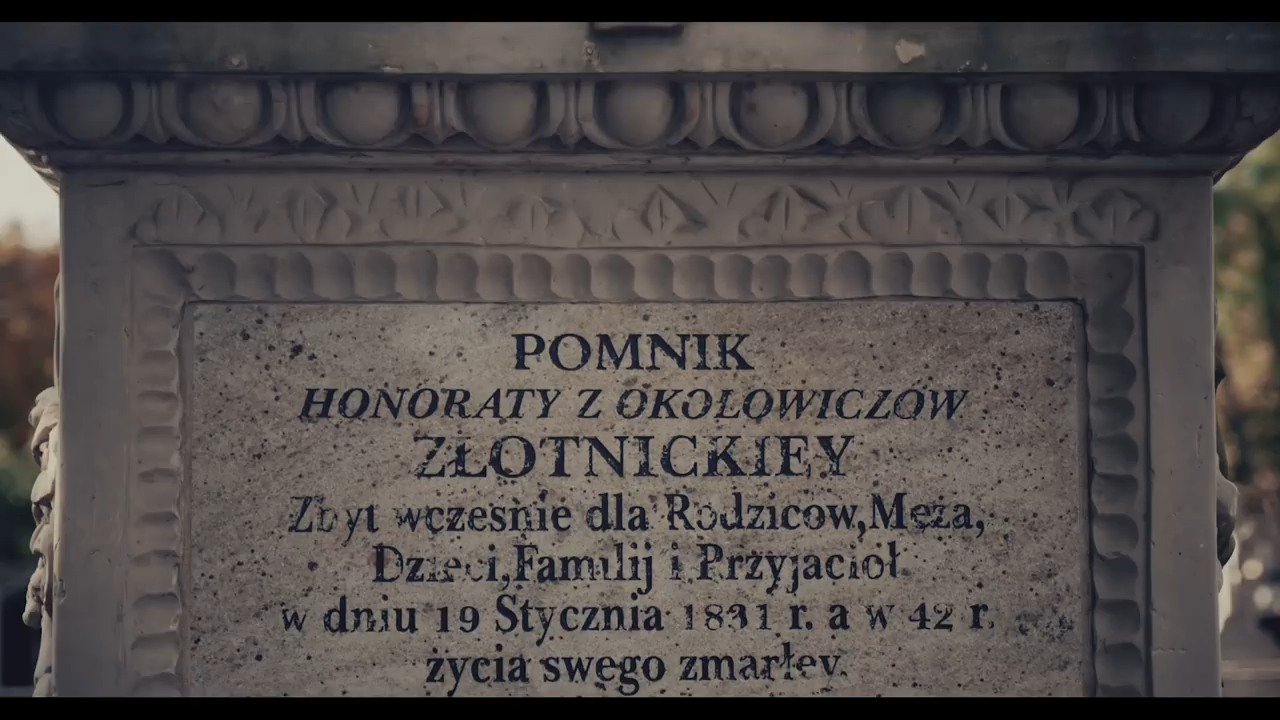 POMNIK
HONORATY Z OKOŁOWICZÓW
ZŁOTNICKIEY
Zbyt wczesnie dla Rodzicow, Męża,
Dzieci, Familij i Przyjacioł
w dniu 19 Stycznia 1831 r. a w 42 r.
życia swego zmarłey.